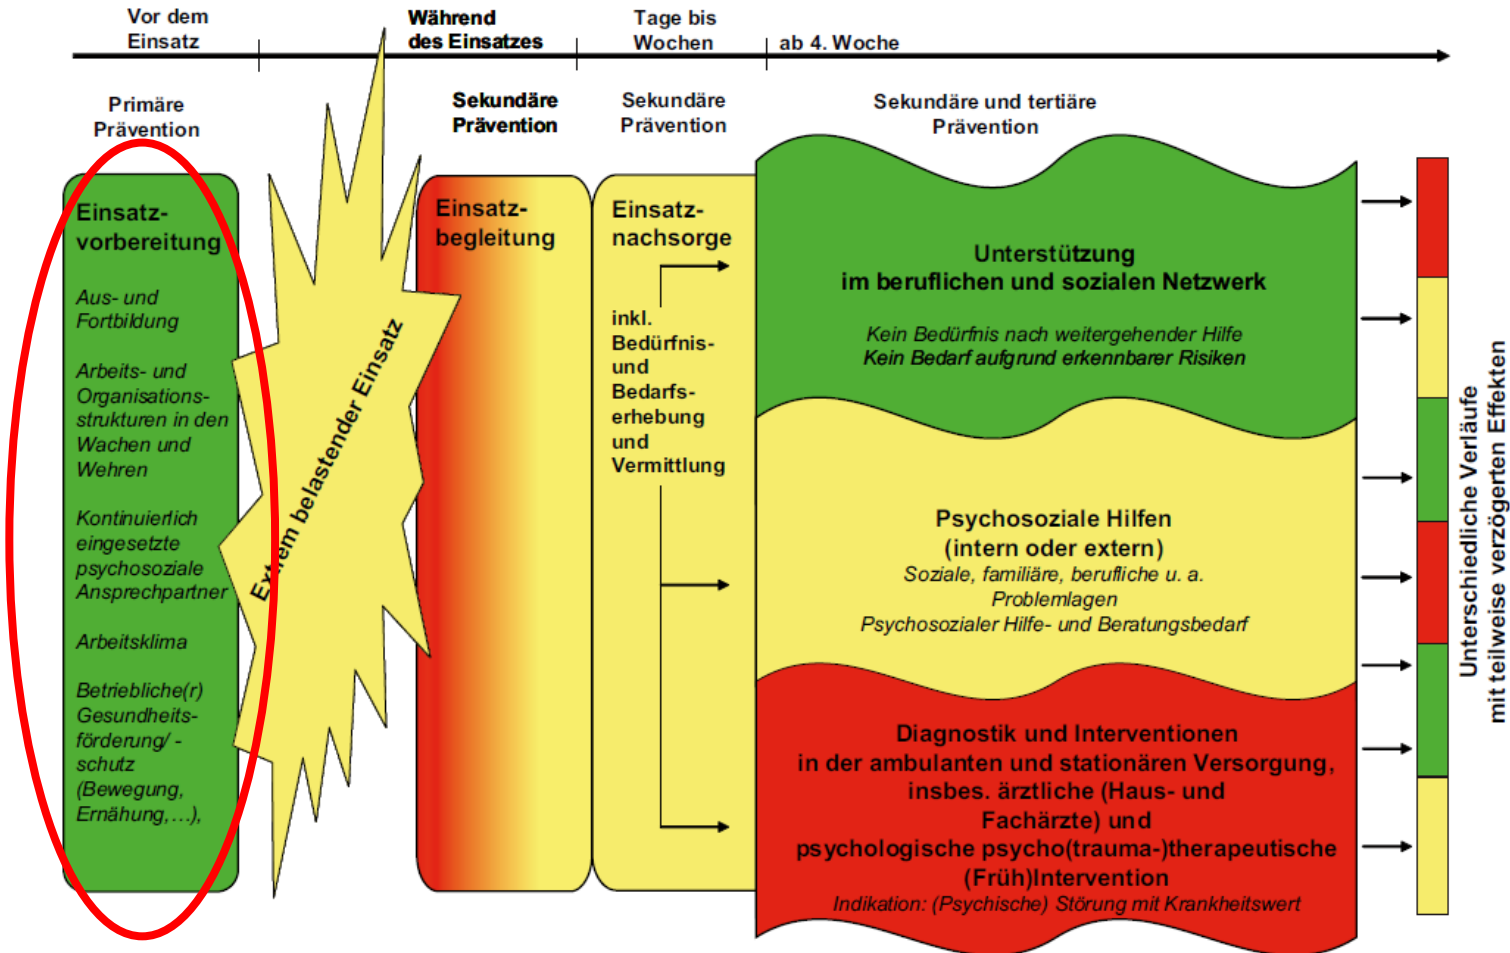 Vor dem
Einsatz
Während
des Einsatzes
Tage bis
Wochen
ab 4. Woche
Primäre
Prävention
Sekundäre
Prävention
Sekundäre
Prävention
Sekundäre und tertiäre
Prävention
Einsatz-
vorbereitung
Aus- und
Fortbildung
Arbeits- und
Organisations-
strukturen in den
Wachen und
Wehren
Kontinuierlich
eingesetzte
psychosoziale
Ansprechpartner
Arbeitsklima
Betriebliche(r)
Gesundheits-
förderung/ -
schutz
(Bewegung,
Ernährung,…),
Extrem belastender Einsatz
Einsatz-
begleitung
Einsatz-
nachsorge
inkl.
Bedürfnis-
und
Bedarfs-
erhebung
und
Vermittlung
Unterstützung
im beruflichen und sozialen Netzwerk
Kein Bedürfnis nach weitergehender Hilfe
Kein Bedarf aufgrund erkennbarer Risiken
Psychosoziale Hilfen
(intern oder extern)
Soziale, familiäre, berufliche u. a.
Problemlagen
Psychosozialer Hilfe- und Beratungsbedarf
Diagnostik und Interventionen
in der ambulanten und stationären Versorgung,
insbes. ärztliche (Haus- und
Fachärzte) und
psychologische psycho(trauma-)therapeutische
(Früh)Intervention
Indikation: (Psychische) Störung mit Krankheitswert
Unterschiedliche Verläufe
mit teilweise verzögerten Effekten